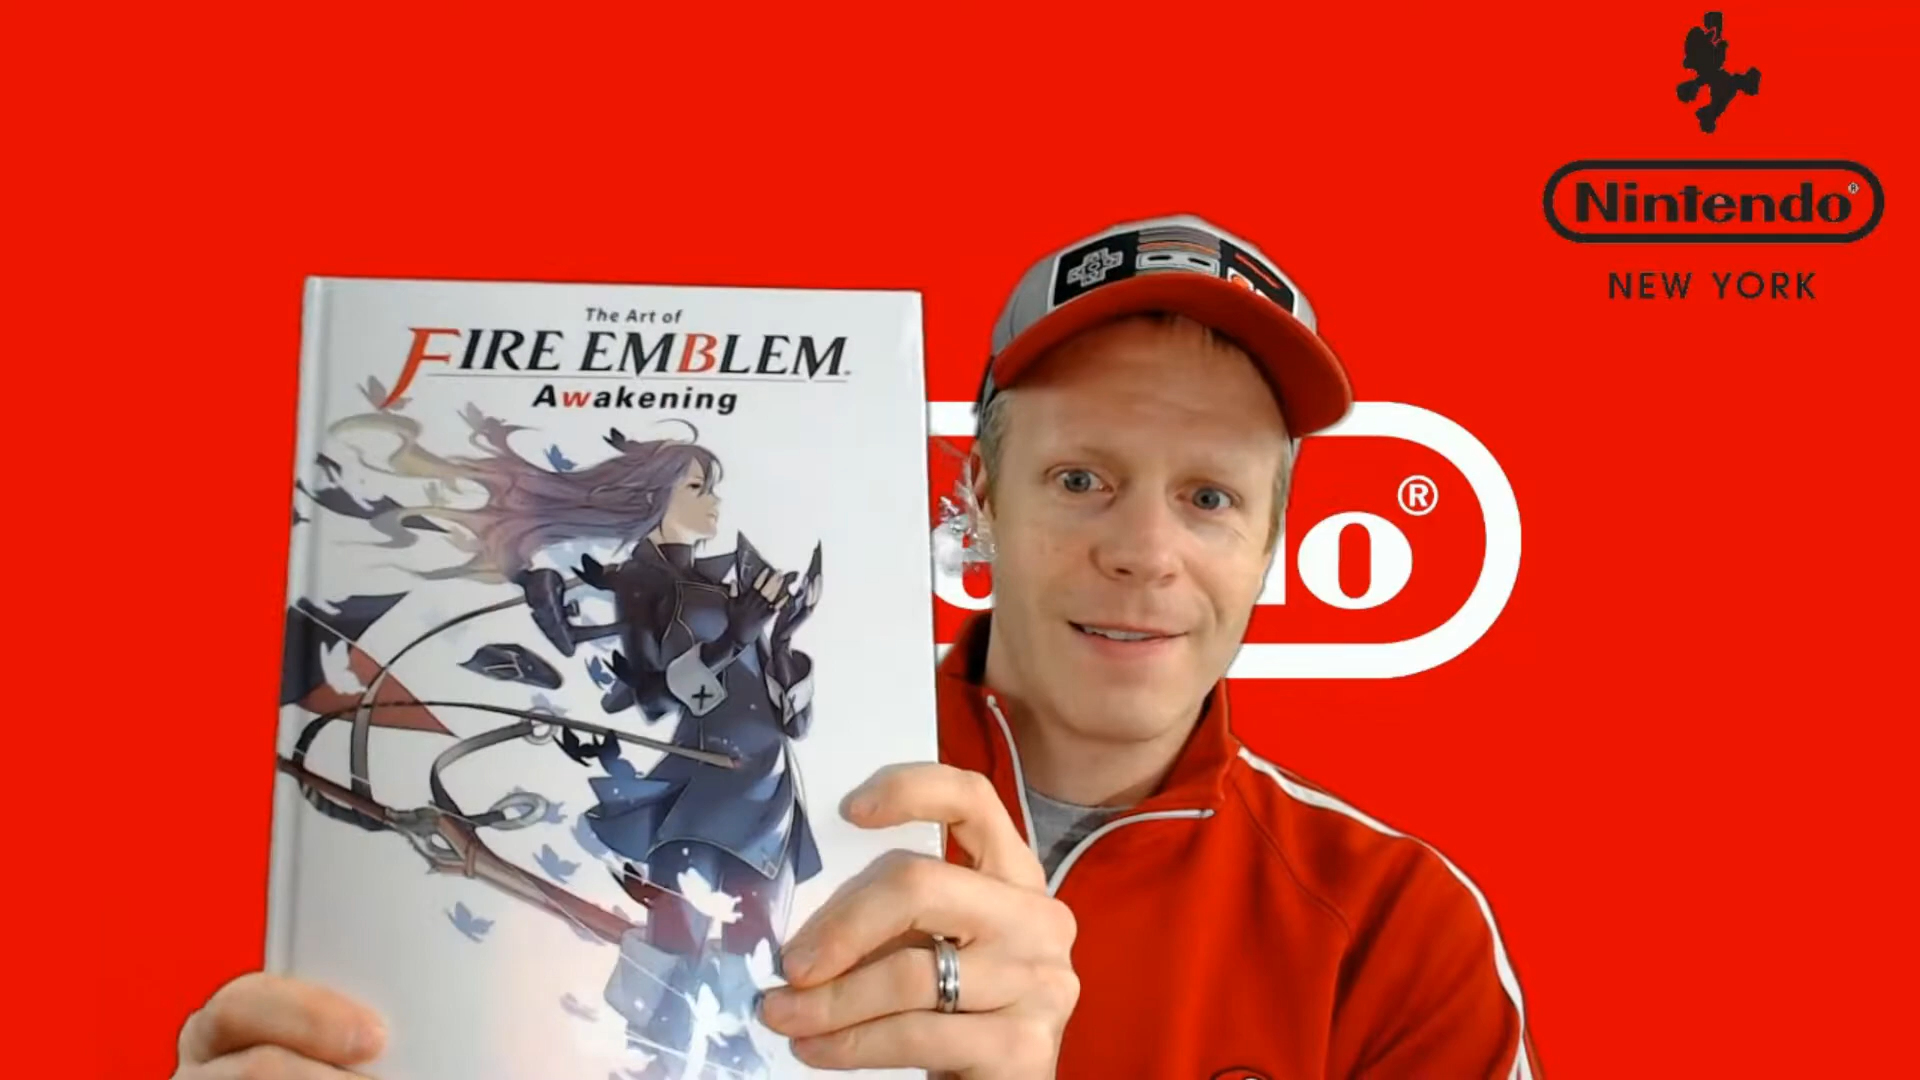 The Art of
FIRE EMBLEM
Awakening
Nintendo®
NEW YORK
o®